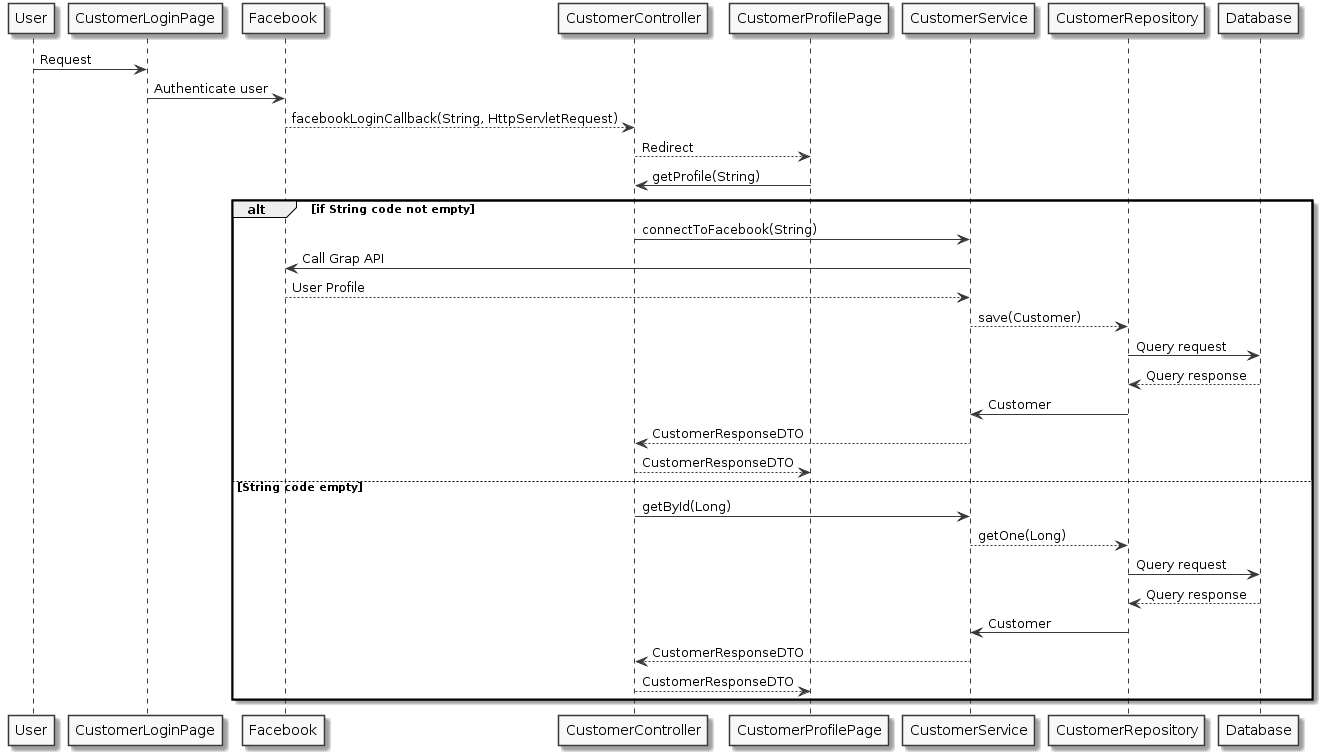 User CustomerLoginPage Facebook CustomerController CustomerProfilePage CustomerService CustomerRepository Database
Request
Authenticate user
facebookLoginCallback(String, HttpServletRequest)
Redirect
getProfile(String)
alt [if String code not empty]
connectToFacebook(String)
Call Grap API
User Profile
save(Customer)
Query request
Query response
Customer
CustomerResponseDTO
CustomerResponseDTO
[String code empty]
getById(Long)
getOne(Long)
Query request
Query response
Customer
CustomerResponseDTO
CustomerResponseDTO
User CustomerLoginPage Facebook CustomerController CustomerProfilePage CustomerService CustomerRepository Database